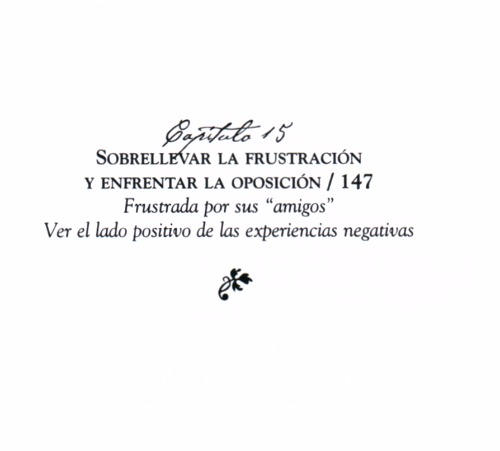 Capítulo 15
SOBRELLEVAR LA FRUSTRACIÓN
Y ENFRENTAR LA OPOSICIÓN / 147
Frustrada por sus “amigos”
Ver el lado positivo de las experiencias negativas